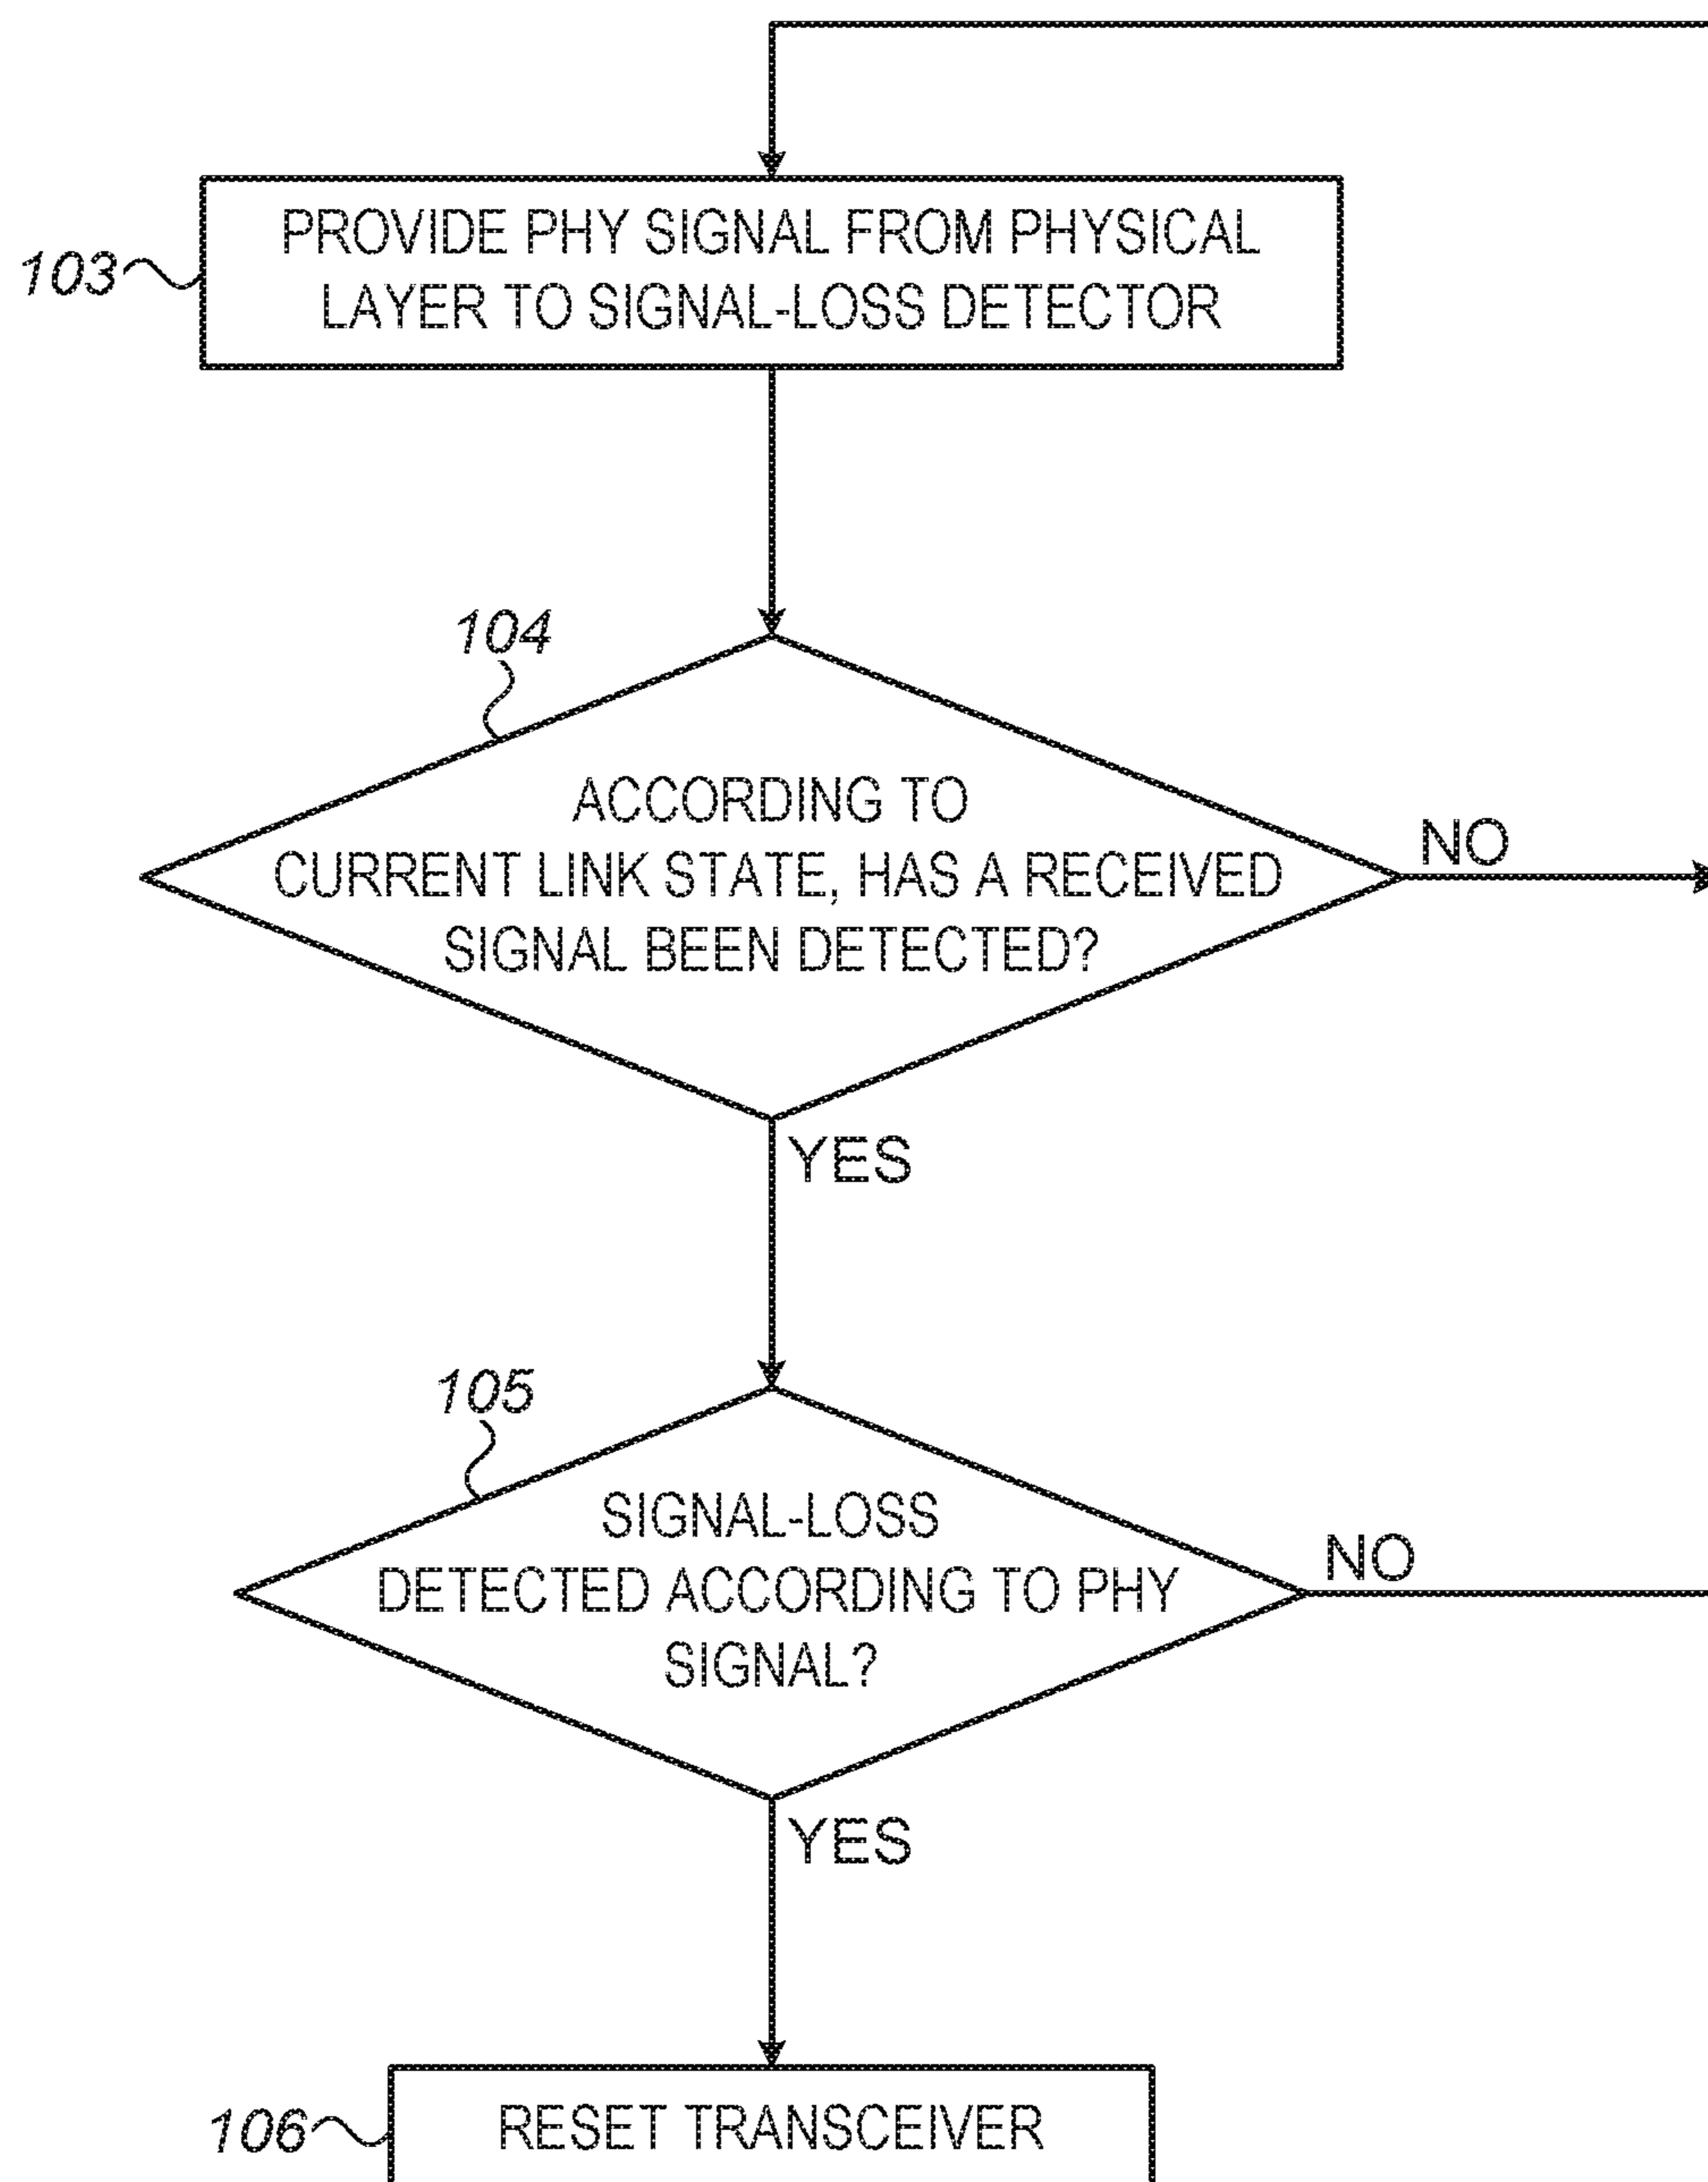 103
PROVIDE PHY SIGNAL FROM PHYSICAL
LAYER TO SIGNAL-LOSS DETECTOR
104
ACCORDING TO
CURRENT LINK STATE, HAS A RECEIVED
SIGNAL BEEN DETECTED?
NO
YES
105
SIGNAL-LOSS
DETECTED ACCORDING TO PHY
SIGNAL?
NO
YES
106
RESET TRANSCEIVER